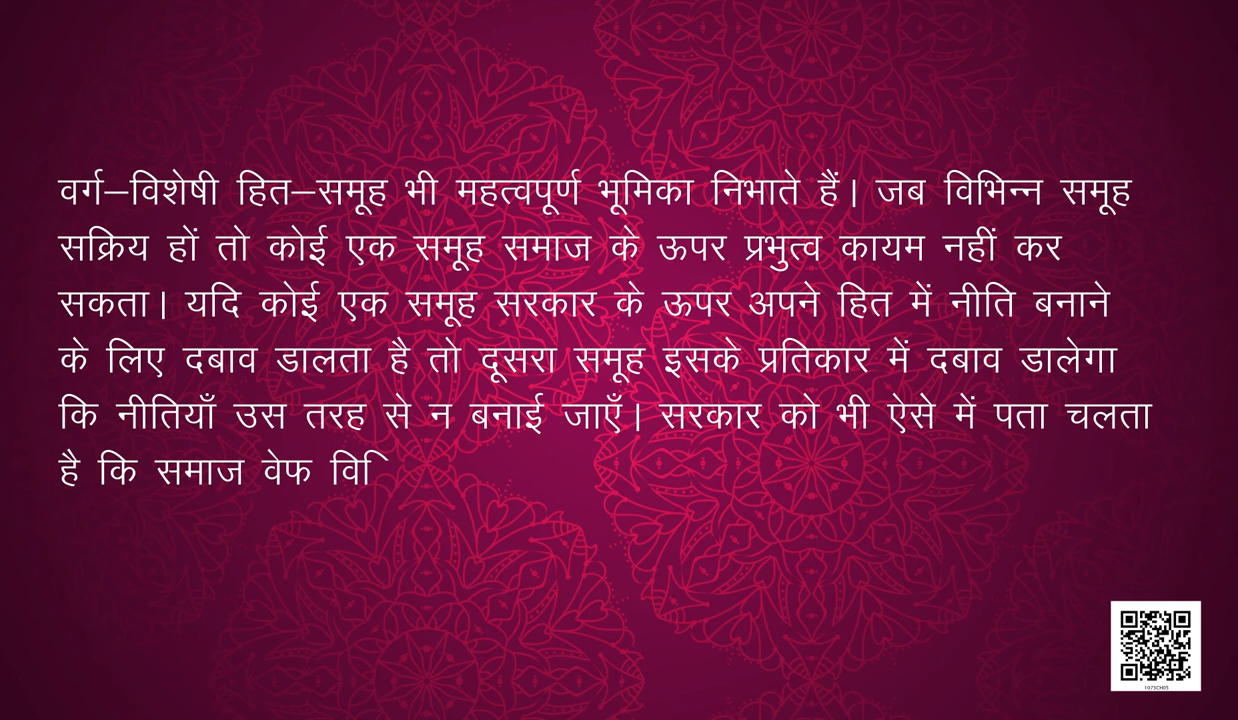 वर्ग–विशेषी हित–समूह भी महत्वपूर्ण भूमिका निभाते हैं। जब विभिन्न समूह
सक्रिय हों तो कोई एक समूह समाज के ऊपर प्रभुत्व कायम नहीं कर
सकता। यदि कोई एक समूह सरकार के ऊपर अपने हित में नीति बनाने
के लिए दबाव डालता है तो दूसरा समूह इसके प्रतिकार में दबाव डालेगा
कि नीतियाँ उस तरह से न बनाई जाएँ। सरकार को भी ऐसे में पता चलता
है कि समाज वेफ विि
1073CH05